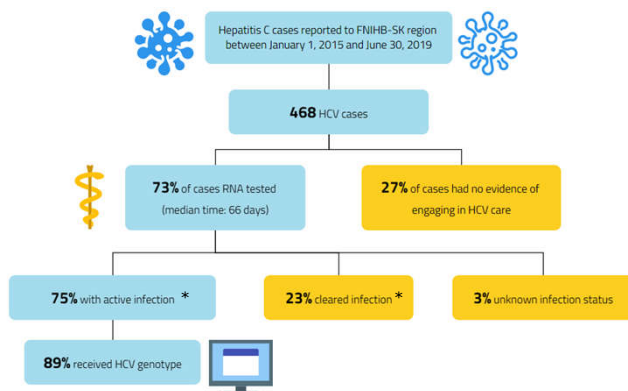 Hepatitis C cases reported to FNIHB-SK region
between January 1, 2015 and June 30, 2019
468 HCV cases
73% of cases RNA tested
(median time: 66 days)
27% of cases had no evidence of
engaging in HCV care
75% with active infection *
23% cleared infection *
3% unknown infection status
89% received HCV genotype